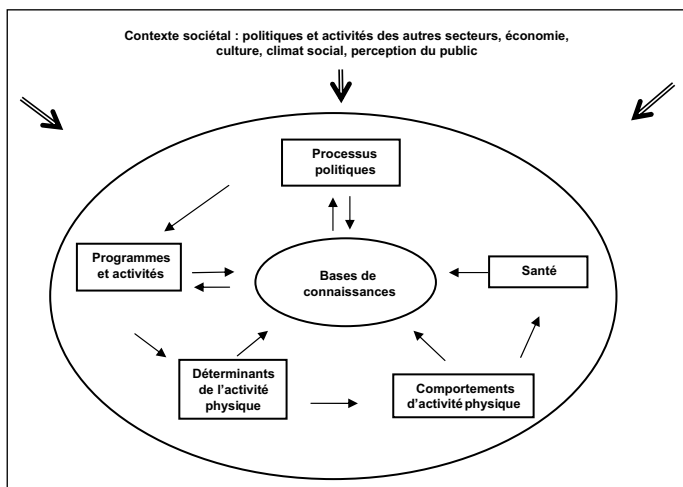 Contexte sociétal : politiques et activités des autres secteurs, économie,
culture, climat social, perception du public
Processus
politiques
Programmes
et activités
Bases de
connaissances
Santé
Déterminants
de l'activité
physique
Comportements
d'activité physique